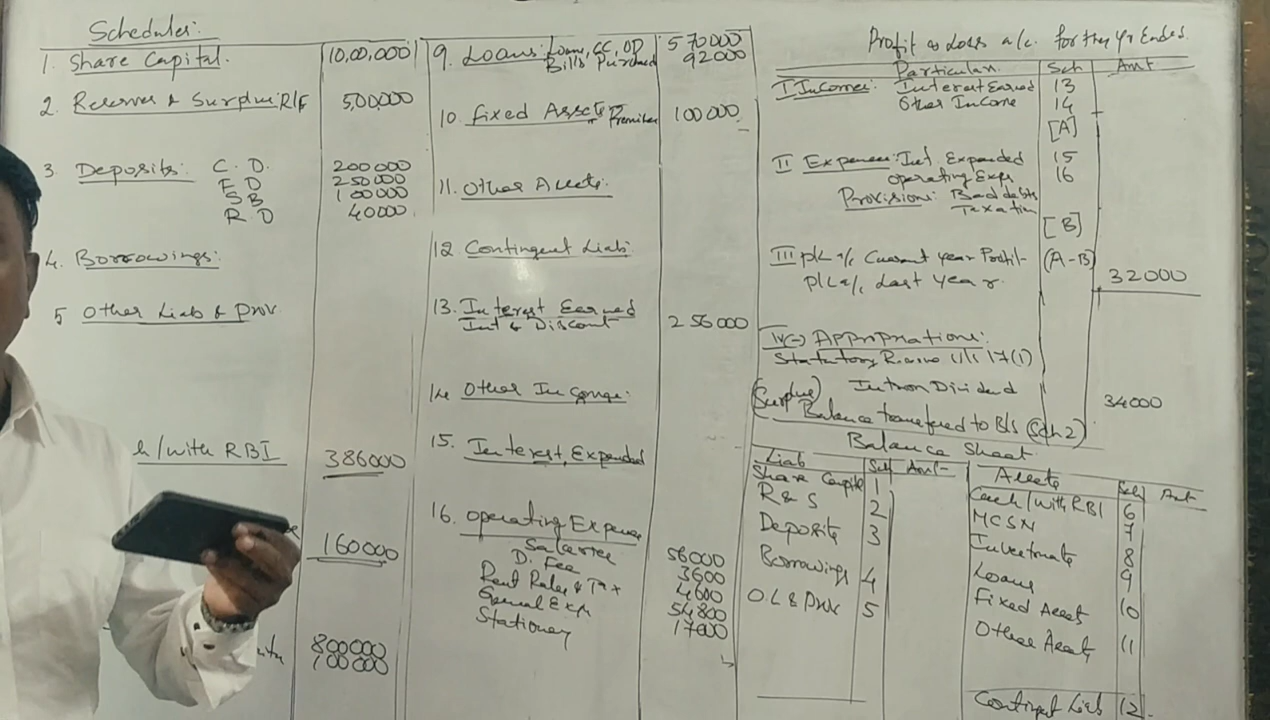 Schedules:
1. Share Capital. 10,00,000
2. Reserves & Surplus: R/F 5,00,000
3. Deposits: C.D. 200000
F D 250000
S B 100000
R.D 40000
4. Borrowings:
5 Other Liab & Prov.
h/with RBI 386000
160000
800000
100000
9. Loans: Loans, CC, OD 570000
Bills Purchased 92000
10. Fixed Assets Premises 100000
11. Other Assets:
12 Contingent Liab:
13. Interest Earned
Int & Discount 256000
14 Other Income:
15. Interest Expended
16. Operating Expense
Salaries 56000
D. Fee 3600
Rent Rates & Tax 4600
General Exps 54800
Stationery 17000
Profit & Loss a/c. for the Yr Ended.
Particulars Sch Amt
I Incomes: Interest Earned 13
Other Income 14
[A]
II Expenses: Int. Expended 15
Operating Exps 16
Provision: Bad debts
Taxation
[B]
III P&L a/c Current year Profit (A-B)
P/L a/c, Last Year. 32000
IV (-) Appropriations:
Statutory Reserve U/s 17(1)
Interim Dividend
(Surplus) Balance transferred to B/S (Sch 2) 34000
Balance Sheet
Liab Sch Amt
Share Capital 1
R & S 2
Deposits 3
Borrowings 4
O.L & Prov 5
Assets Sch Amt
Cash/with RBI 6
MCSN 7
Investments 8
Loans 9
Fixed Asset 10
Other Asset 11
Contingent Liab 12